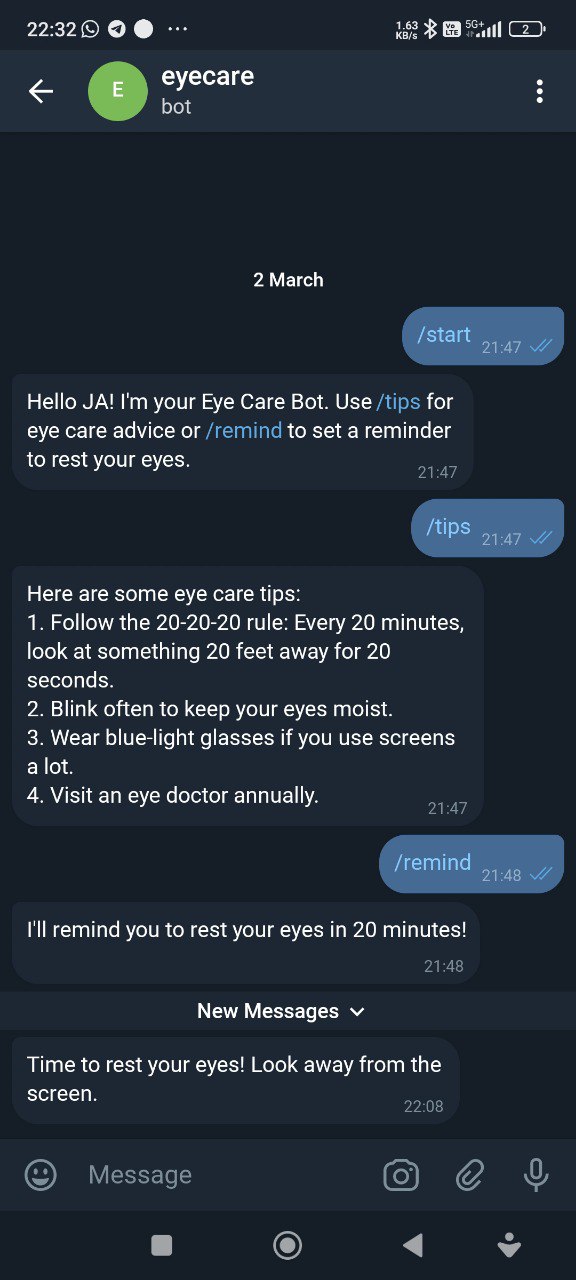 22:32 ...
1.63 KB/s Vo LTE 5G+ 2
E
eyecare
bot
2 March
/start 21:47
Hello JA! I'm your Eye Care Bot. Use /tips for
eye care advice or /remind to set a reminder
to rest your eyes.
21:47
/tips 21:47
Here are some eye care tips:
1. Follow the 20-20-20 rule: Every 20 minutes,
look at something 20 feet away for 20
seconds.
2. Blink often to keep your eyes moist.
3. Wear blue-light glasses if you use screens
a lot.
4. Visit an eye doctor annually.
21:47
/remind 21:48
I'll remind you to rest your eyes in 20 minutes!
21:48
New Messages
Time to rest your eyes! Look away from the
screen.
22:08
Message